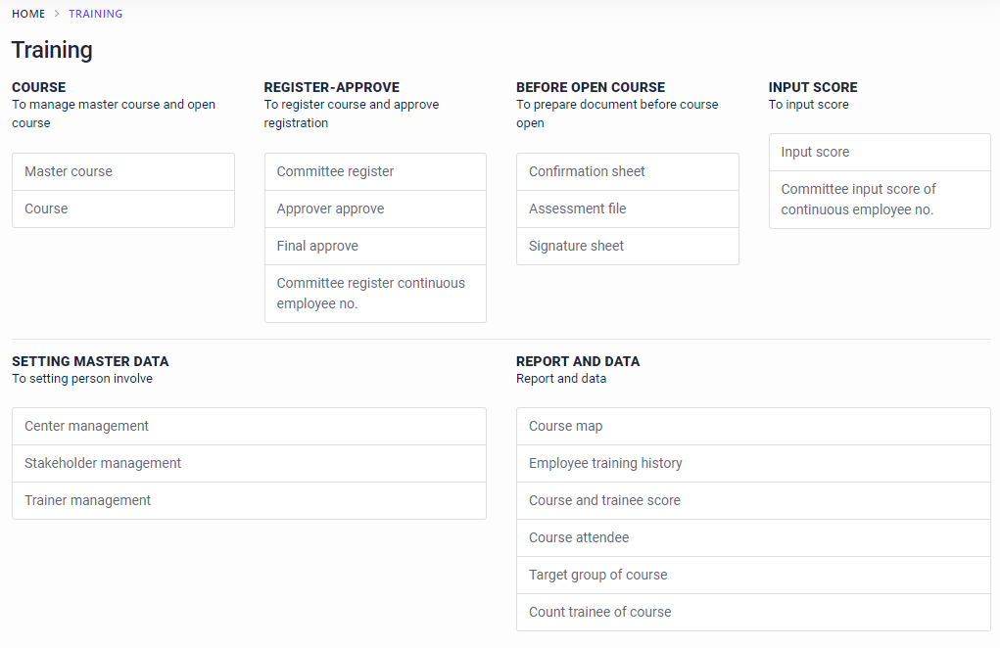 HOME > TRAINING
Training
COURSE
To manage master course and open
course
Master course
Course
REGISTER-APPROVE
To register course and approve
registration
Committee register
Approver approve
Final approve
Committee register continuous
employee no.
BEFORE OPEN COURSE
To prepare document before course
open
Confirmation sheet
Assessment file
Signature sheet
INPUT SCORE
To input score
Input score
Committee input score of
continuous employee no.
SETTING MASTER DATA
To setting person involve
Center management
Stakeholder management
Trainer management
REPORT AND DATA
Report and data
Course map
Employee training history
Course and trainee score
Course attendee
Target group of course
Count trainee of course